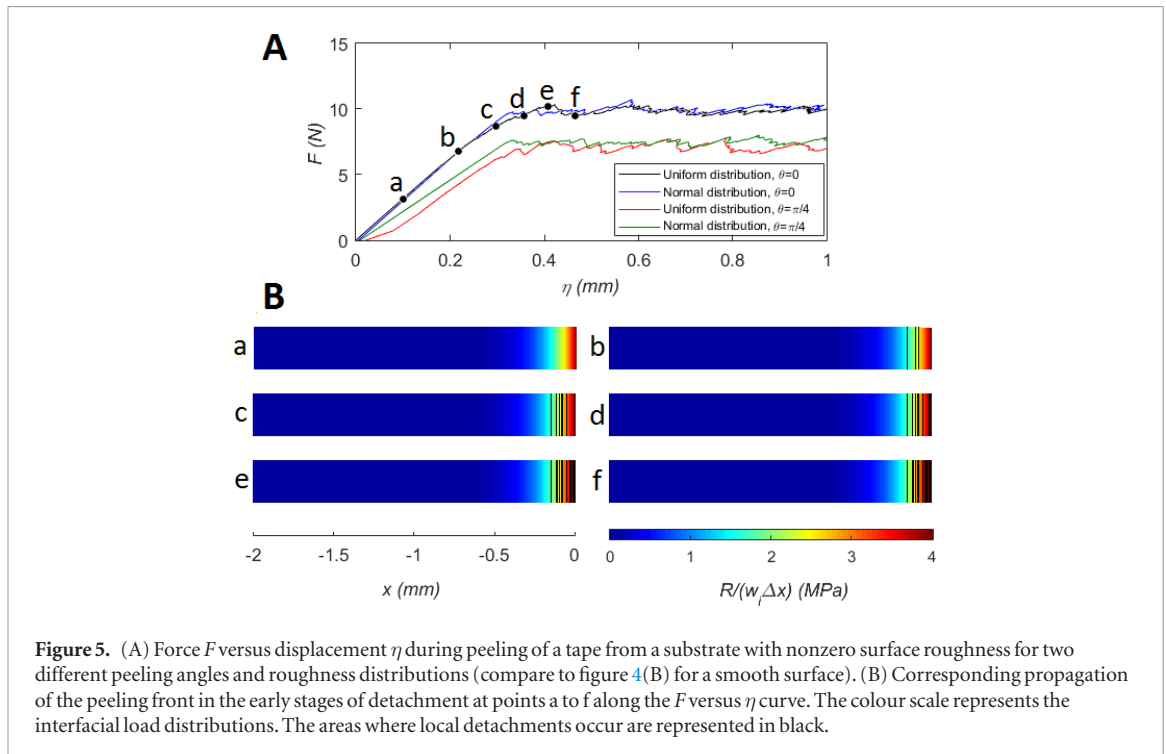 A
15
10
5
0
F (N)
a
b
c
d
e
f
Uniform distribution, θ=0
Normal distribution, θ=0
Uniform distribution, θ=π/4
Normal distribution, θ=π/4
0 0.2 0.4 0.6 0.8 1
η (mm)
B
a b
c d
e f
-2 -1.5 -1 -0.5 0
x (mm)
0 1 2 3 4
R/(w_iΔx) (MPa)
Figure 5. (A) Force F versus displacement η during peeling of a tape from a substrate with nonzero surface roughness for two
different peeling angles and roughness distributions (compare to figure 4(B) for a smooth surface). (B) Corresponding propagation
of the peeling front in the early stages of detachment at points a to f along the F versus η curve. The colour scale represents the
interfacial load distributions. The areas where local detachments occur are represented in black.